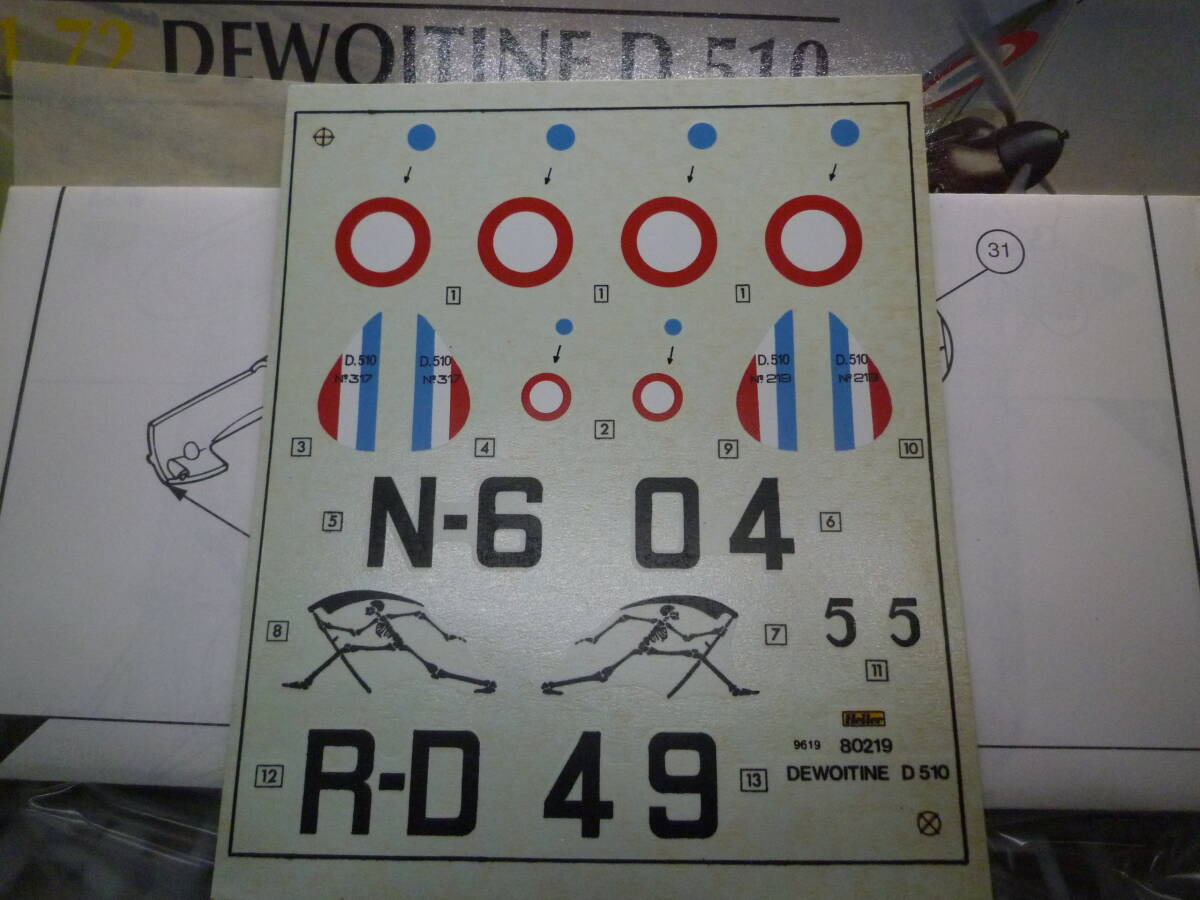 1 72 DEWOITINE D 510
31
1 1 1
D.510 D.510 D.510 D.510
Nº317 Nº317 Nº219 Nº219
3 4 2 9 10
5 N-6 04 6
8 7 5 5
11
Heller
9619 80219
12 R-D 49 13 DEWOITINE D 510